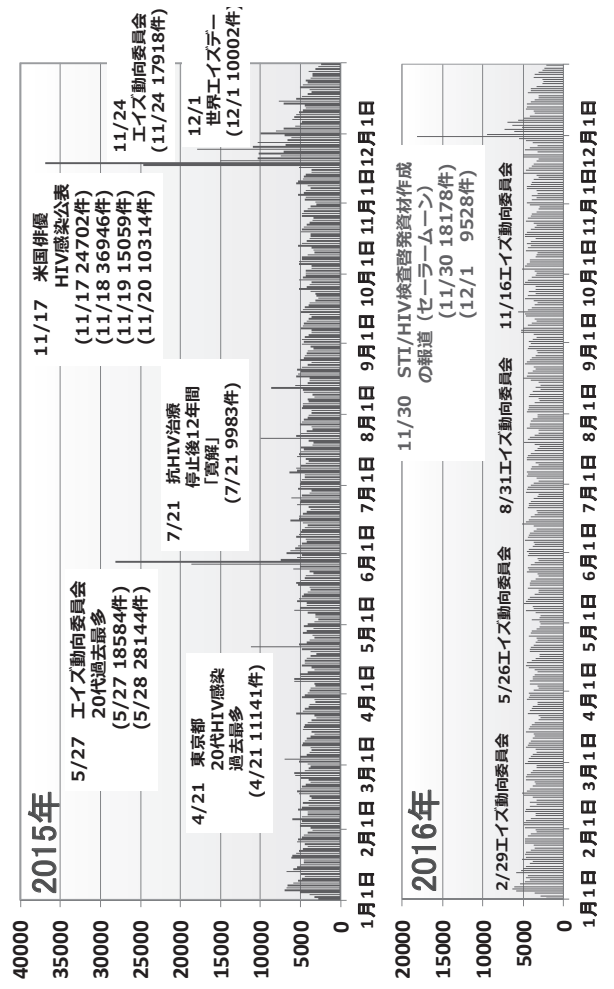 2015年
40000
35000
30000
25000
20000
15000
10000
5000
0
4/21 東京都
20代HIV感染
過去最多
(4/21 11141件)
5/27 エイズ動向委員会
20代過去最多
(5/27 18584件)
(5/28 28144件)
7/21 抗HIV治療
停止後12年間
「寛解」
(7/21 9983件)
11/17 米国俳優
HIV感染公表
(11/17 24702件)
(11/18 36946件)
(11/19 15059件)
(11/20 10314件)
11/24
エイズ動向委員会
(11/24 17918件)
12/1
世界エイズデー
(12/1 10002件)
1月1日 2月1日 3月1日 4月1日 5月1日 6月1日 7月1日 8月1日 9月1日 10月1日 11月1日 12月1日
2016年
20000
15000
10000
5000
0
2/29エイズ動向委員会
5/26エイズ動向委員会
8/31エイズ動向委員会
11/16エイズ動向委員会
11/30 STI/HIV検査啓発資材作成
の報道（セーラームーン）
(11/30 18178件)
(12/1 9528件)
1月1日 2月1日 3月1日 4月1日 5月1日 6月1日 7月1日 8月1日 9月1日 10月1日 11月1日 12月1日